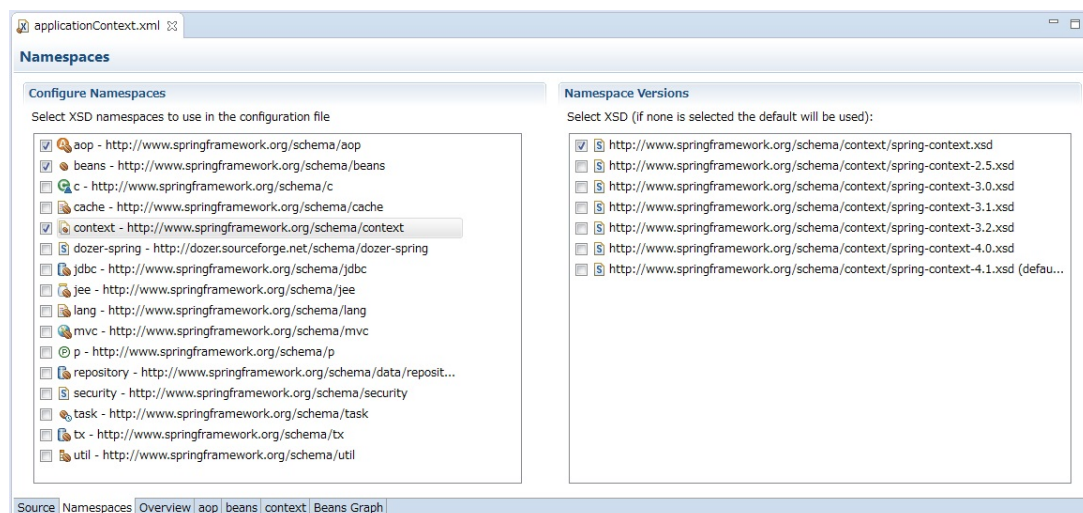 applicationContext.xml
Namespaces
Configure Namespaces
Select XSD namespaces to use in the configuration file
aop - http://www.springframework.org/schema/aop
beans - http://www.springframework.org/schema/beans
c - http://www.springframework.org/schema/c
cache - http://www.springframework.org/schema/cache
context - http://www.springframework.org/schema/context
dozer-spring - http://dozer.sourceforge.net/schema/dozer-spring
jdbc - http://www.springframework.org/schema/jdbc
jee - http://www.springframework.org/schema/jee
lang - http://www.springframework.org/schema/lang
mvc - http://www.springframework.org/schema/mvc
p - http://www.springframework.org/schema/p
repository - http://www.springframework.org/schema/data/reposit...
security - http://www.springframework.org/schema/security
task - http://www.springframework.org/schema/task
tx - http://www.springframework.org/schema/tx
util - http://www.springframework.org/schema/util
Namespace Versions
Select XSD (if none is selected the default will be used):
http://www.springframework.org/schema/context/spring-context.xsd
http://www.springframework.org/schema/context/spring-context-2.5.xsd
http://www.springframework.org/schema/context/spring-context-3.0.xsd
http://www.springframework.org/schema/context/spring-context-3.1.xsd
http://www.springframework.org/schema/context/spring-context-3.2.xsd
http://www.springframework.org/schema/context/spring-context-4.0.xsd
http://www.springframework.org/schema/context/spring-context-4.1.xsd (defau...
Source Namespaces Overview aop beans context Beans Graph